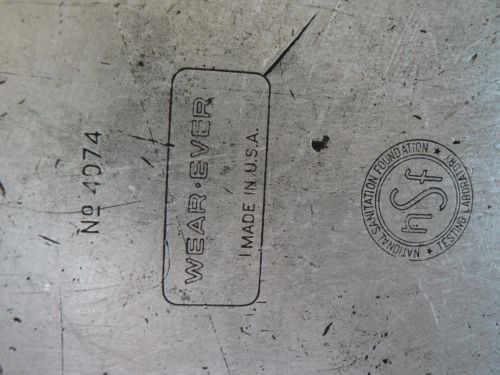 No 4074
WEAR·EVER
MADE IN U.S.A.
NATIONAL SANITATION FOUNDATION
★ TESTING LABORATORY ★
nSf